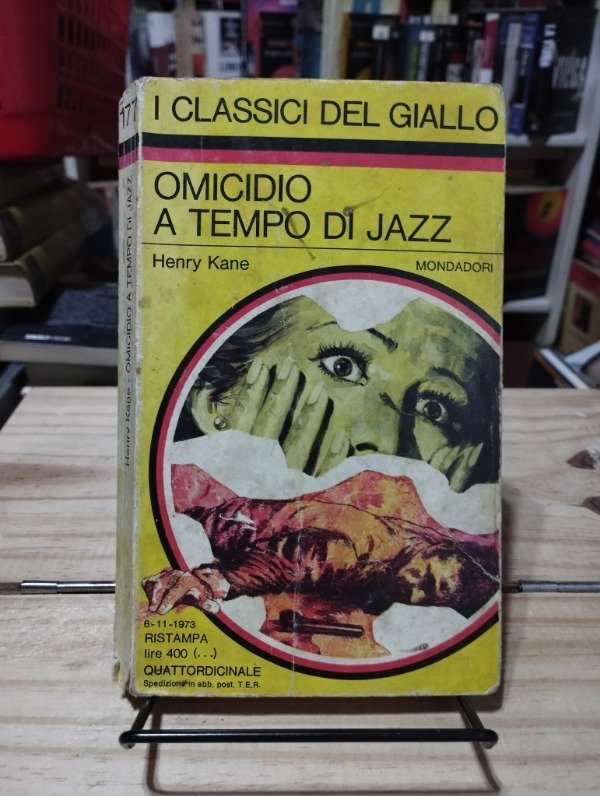 I CLASSICI DEL GIALLO
OMICIDIO
A TEMPO DI JAZZ
Henry Kane
MONDADORI
6-11-1973
RISTAMPA
lire 400 (...)
QUATTORDICINALE
Spedizione in abb. post. T.E.R.
177
Henry Kane - OMICIDIO A TEMPO DI JAZZ